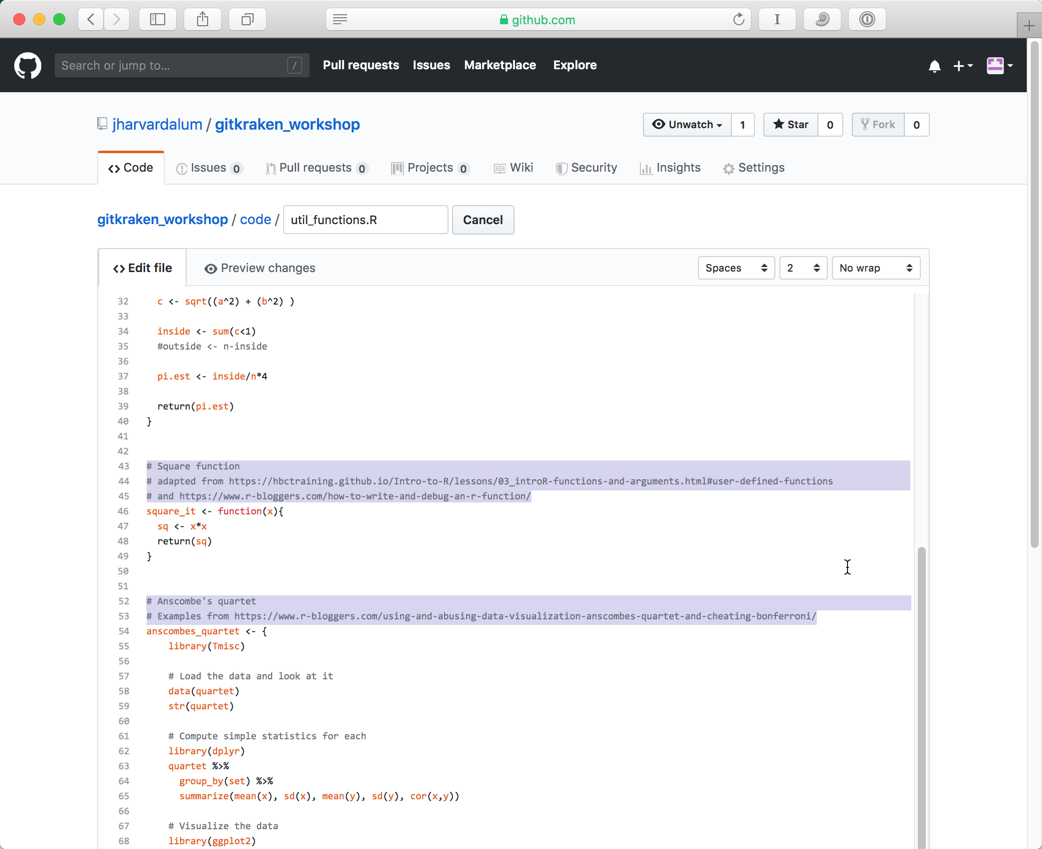 github.com
Search or jump to... / Pull requests Issues Marketplace Explore
jharvardalum / gitkraken_workshop Unwatch 1 Star 0 Fork 0
Code Issues 0 Pull requests 0 Projects 0 Wiki Security Insights Settings
gitkraken_workshop / code / util_functions.R Cancel
Edit file Preview changes Spaces 2 No wrap
32 c <- sqrt((a^2) + (b^2) )
33
34 inside <- sum(c<1)
35 #outside <- n-inside
36
37 pi.est <- inside/n*4
38
39 return(pi.est)
40 }
41
42
43 # Square function
44 # adapted from https://hbctraining.github.io/Intro-to-R/lessons/03_introR-functions-and-arguments.html#user-defined-functions
45 # and https://www.r-bloggers.com/how-to-write-and-debug-an-r-function/
46 square_it <- function(x){
47 sq <- x*x
48 return(sq)
49 }
50
51
52 # Anscombe's quartet
53 # Examples from https://www.r-bloggers.com/using-and-abusing-data-visualization-anscombes-quartet-and-cheating-bonferroni/
54 anscombes_quartet <- {
55 library(Tmisc)
56
57 # Load the data and look at it
58 data(quartet)
59 str(quartet)
60
61 # Compute simple statistics for each
62 library(dplyr)
63 quartet %>%
64 group_by(set) %>%
65 summarize(mean(x), sd(x), mean(y), sd(y), cor(x,y))
66
67 # Visualize the data
68 library(ggplot2)